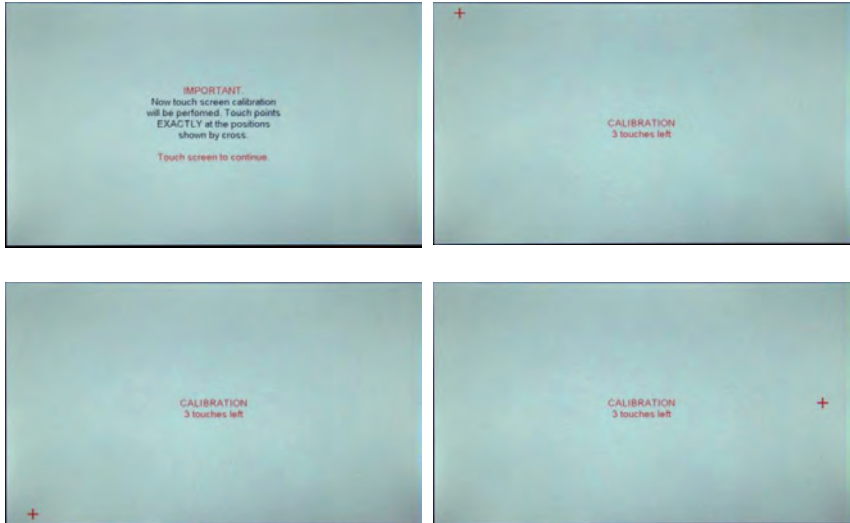 IMPORTANT.
Now touch screen calibration
will be perfomed. Touch points
EXACTLY at the positions
shown by cross.
Touch screen to continue.
CALIBRATION
3 touches left
CALIBRATION
3 touches left
CALIBRATION
3 touches left